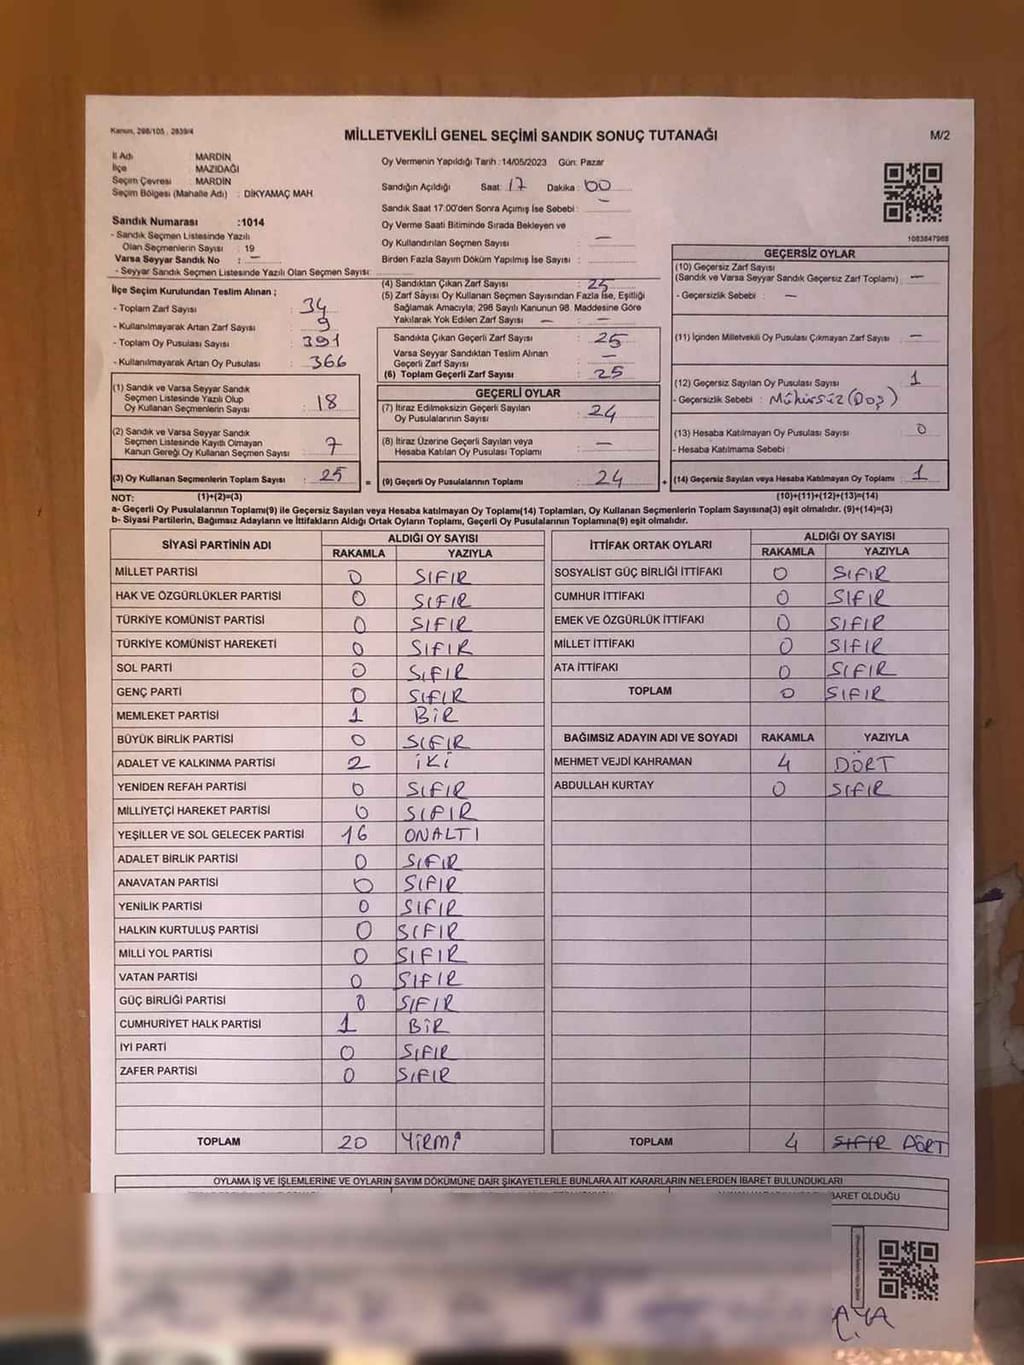 Kanun, 298/105 , 2839/4
MİLLETVEKİLİ GENEL SEÇİMİ SANDIK SONUÇ TUTANAĞI
M/2
İl Adı : MARDİN
İlçe : MAZIDAĞI
Seçim Çevresi : MARDİN
Seçim Bölgesi (Mahalle Adı) : DİKYAMAÇ MAH
Sandık Numarası :1014
- Sandık Seçmen Listesinde Yazılı
Olan Seçmenlerin Sayısı : 19
Varsa Seyyar Sandık No : —
- Seyyar Sandık Seçmen Listesinde Yazılı Olan Seçmen Sayısı:
Oy Vermenin Yapıldığı Tarih :14/05/2023 Gün: Pazar
Sandığın Açıldığı Saat: 17 Dakika : 00
Sandık Saat 17:00'den Sonra Açımış İse Sebebi : —
Oy Verme Saati Bitiminde Sırada Bekleyen ve
Oy Kullandırılan Seçmen Sayısı : —
Birden Fazla Sayım Döküm Yapılmış İse Sayısı :
1083847968
İlçe Seçim Kurulundan Teslim Alınan ;
- Toplam Zarf Sayısı : 34
- Kullanılmayarak Artan Zarf Sayısı : 9
- Toplam Oy Pusulası Sayısı : 391
- Kullanılmayarak Artan Oy Pusulası : 366
(1) Sandık ve Varsa Seyyar Sandık
Seçmen Listesinde Yazılı Olup
Oy Kullanan Seçmenlerin Sayısı : 18
(2) Sandık ve Varsa Seyyar Sandık
Seçmen Listesinde Kayıtlı Olmayan
Kanun Gereği Oy Kullanan Seçmen Sayısı : 7
(3) Oy Kullanan Seçmenlerin Toplam Sayısı : 25
(4) Sandıktan Çıkan Zarf Sayısı : 25
(5) Zarf Sayısı Oy Kullanan Seçmen Sayısından Fazla İse, Eşitliği
Sağlamak Amacıyla; 298 Sayılı Kanunun 98. Maddesine Göre
Yakılarak Yok Edilen Zarf Sayısı : —
Sandıkta Çıkan Geçerli Zarf Sayısı : 25
Varsa Seyyar Sandıktan Teslim Alınan
Geçerli Zarf Sayısı : —
(6) Toplam Geçerli Zarf Sayısı : 25
GEÇERLİ OYLAR
(7) İtiraz Edilmeksizin Geçerli Sayılan
Oy Pusulalarının Sayısı : 24
(8) İtiraz Üzerine Geçerli Sayılan veya
Hesaba Katılan Oy Pusulası Toplamı : —
= (9) Geçerli Oy Pusulalarının Toplamı : 24
GEÇERSİZ OYLAR
(10) Geçersiz Zarf Sayısı
(Sandık ve Varsa Seyyar Sandık Geçersiz Zarf Toplamı) : —
- Geçersizlik Sebebi : —
(11) İçinden Milletvekili Oy Pusulası Çıkmayan Zarf Sayısı : —
(12) Geçersiz Sayılan Oy Pusulası Sayısı : 1
- Geçersizlik Sebebi : Mühürsüz (Boş)
(13) Hesaba Katılmayan Oy Pusulası Sayısı : 0
- Hesaba Katılmama Sebebi :
+ (14) Geçersiz Sayılan veya Hesaba Katılmayan Oy Toplamı : 1
NOT: (1)+(2)=(3) (10)+(11)+(12)+(13)=(14)
a- Geçerli Oy Pusulalarının Toplamı(9) ile Geçersiz Sayılan veya Hesaba katılmayan Oy Toplamı(14) Toplamları, Oy Kullanan Seçmenlerin Toplam Sayısına(3) eşit olmalıdır. (9)+(14)=(3)
b- Siyasi Partilerin, Bağımsız Adayların ve İttifakların Aldığı Ortak Oyların Toplamı, Geçerli Oy Pusulalarının Toplamına(9) eşit olmalıdır.
SİYASİ PARTİNİN ADI ALDIĞI OY SAYISI
RAKAMLA YAZIYLA
MİLLET PARTİSİ 0 SIFIR
HAK VE ÖZGÜRLÜKLER PARTİSİ 0 SIFIR
TÜRKİYE KOMÜNİST PARTİSİ 0 SIFIR
TÜRKİYE KOMÜNİST HAREKETİ 0 SIFIR
SOL PARTİ 0 SIFIR
GENÇ PARTİ 0 SIFIR
MEMLEKET PARTİSİ 1 BİR
BÜYÜK BİRLİK PARTİSİ 0 SIFIR
ADALET VE KALKINMA PARTİSİ 2 İKİ
YENİDEN REFAH PARTİSİ 0 SIFIR
MİLLİYETÇİ HAREKET PARTİSİ 0 SIFIR
YEŞİLLER VE SOL GELECEK PARTİSİ 16 ONALTI
ADALET BİRLİK PARTİSİ 0 SIFIR
ANAVATAN PARTİSİ 0 SIFIR
YENİLİK PARTİSİ 0 SIFIR
HALKIN KURTULUŞ PARTİSİ 0 SIFIR
MİLLİ YOL PARTİSİ 0 SIFIR
VATAN PARTİSİ 0 SIFIR
GÜÇ BİRLİĞİ PARTİSİ 0 SIFIR
CUMHURİYET HALK PARTİSİ 1 BİR
İYİ PARTİ 0 SIFIR
ZAFER PARTİSİ 0 SIFIR
TOPLAM 20 YİRMİ
İTTİFAK ORTAK OYLARI ALDIĞI OY SAYISI
RAKAMLA YAZIYLA
SOSYALİST GÜÇ BİRLİĞİ İTTİFAKI 0 SIFIR
CUMHUR İTTİFAKI 0 SIFIR
EMEK VE ÖZGÜRLÜK İTTİFAKI 0 SIFIR
MİLLET İTTİFAKI 0 SIFIR
ATA İTTİFAKI 0 SIFIR
TOPLAM 0 SIFIR
BAĞIMSIZ ADAYIN ADI VE SOYADI RAKAMLA YAZIYLA
MEHMET VEJDİ KAHRAMAN 4 DÖRT
ABDULLAH KURTAY 0 SIFIR
TOPLAM 4 SIFIR DÖRT
OYLAMA İŞ VE İŞLEMLERİNE VE OYLARIN SAYIM DÖKÜMÜNE DAİR ŞİKAYETLERLE BUNLARA AİT KARARLARIN NELERDEN İBARET BULUNDUKLARI
BARET OLDUĞU